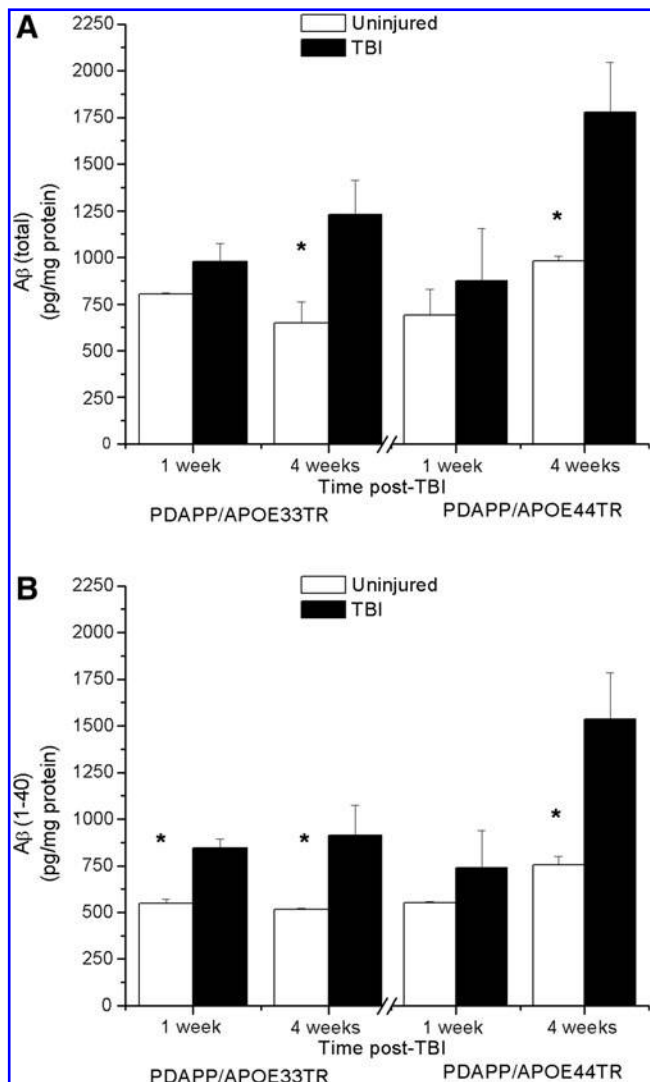 A
Uninjured
TBI
2250
2000
1750
1500
1250
1000
750
500
250
0
Aβ (total)
(pg/mg protein)
*
*
1 week
4 weeks
1 week
4 weeks
Time post-TBI
PDAPP/APOE33TR
PDAPP/APOE44TR
B
Uninjured
TBI
2250
2000
1750
1500
1250
1000
750
500
250
0
Aβ (1-40)
(pg/mg protein)
*
*
*
1 week
4 weeks
1 week
4 weeks
Time post-TBI
PDAPP/APOE33TR
PDAPP/APOE44TR